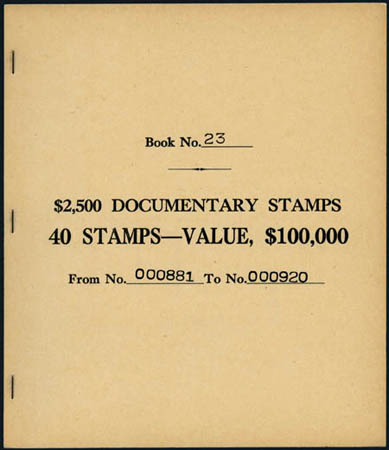 Book No. 23
$2,500 DOCUMENTARY STAMPS
40 STAMPS—VALUE, $100,000
From No. 000881 To No. 000920